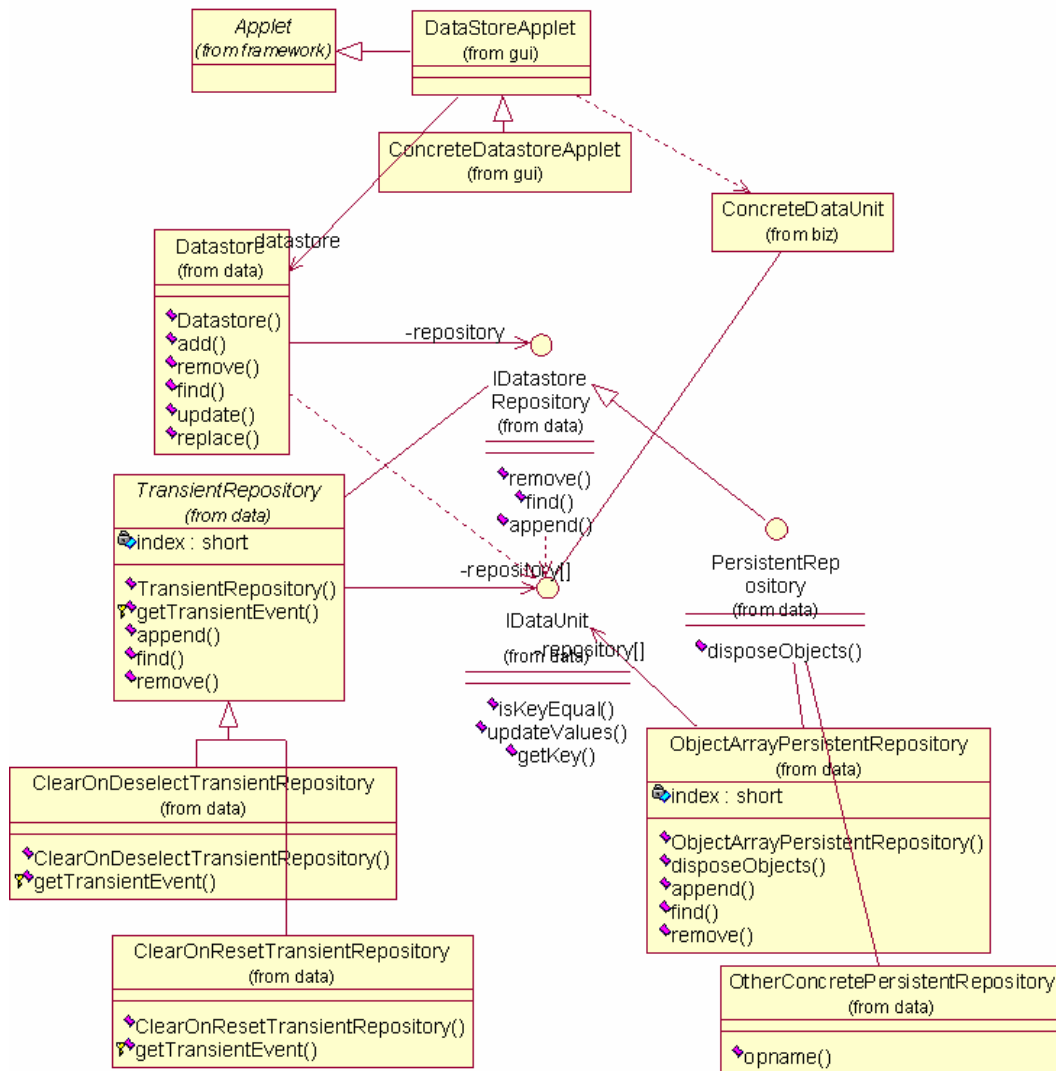 Applet
(from framework)
DataStoreApplet
(from gui)
ConcreteDatastoreApplet
(from gui)
ConcreteDataUnit
(from biz)
Datastore
(from data)
-datastore
Datastore()
add()
remove()
find()
update()
replace()
-repository
IDatastore
Repository
(from data)
remove()
find()
append()
TransientRepository
(from data)
index : short
TransientRepository()
getTransientEvent()
append()
find()
remove()
-repository[]
IDataUnit
(from data)
-repository[]
isKeyEqual()
updateValues()
getKey()
PersistentRep
ository
(from data)
disposeObjects()
ClearOnDeselectTransientRepository
(from data)
ClearOnDeselectTransientRepository()
getTransientEvent()
ObjectArrayPersistentRepository
(from data)
index : short
ObjectArrayPersistentRepository()
disposeObjects()
append()
find()
remove()
ClearOnResetTransientRepository
(from data)
ClearOnResetTransientRepository()
getTransientEvent()
OtherConcretePersistentRepository
(from data)
opname()